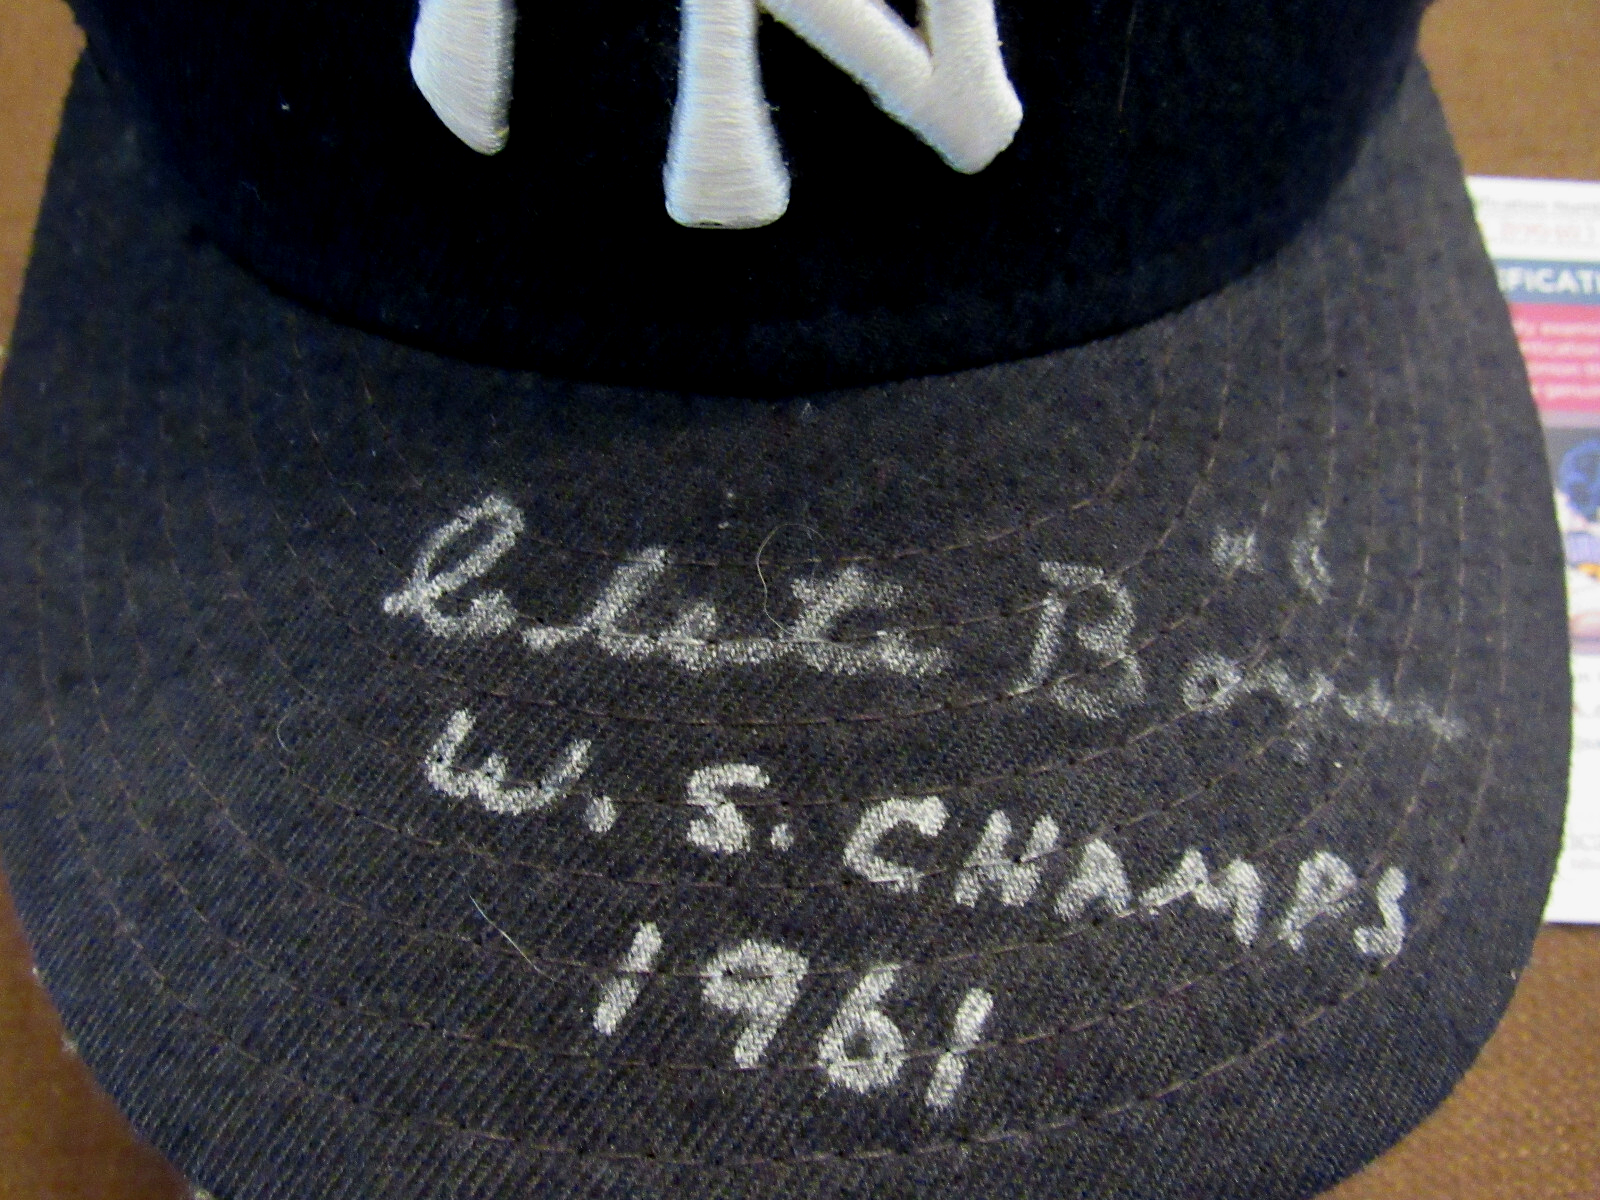 NY
Clete Boyer "6"
W.S. CHAMPS
1961